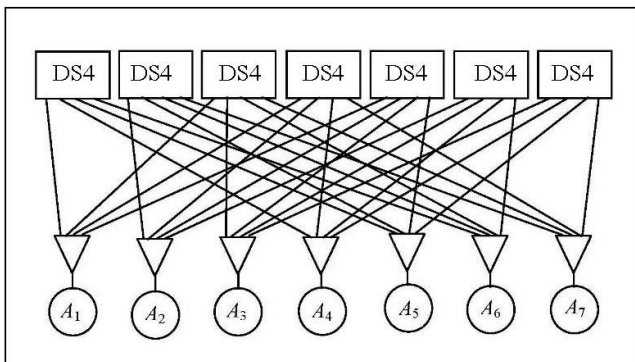 DS4 DS4 DS4 DS4 DS4 DS4 DS4
A₁ A₂ A₃ A₄ A₅ A₆ A₇